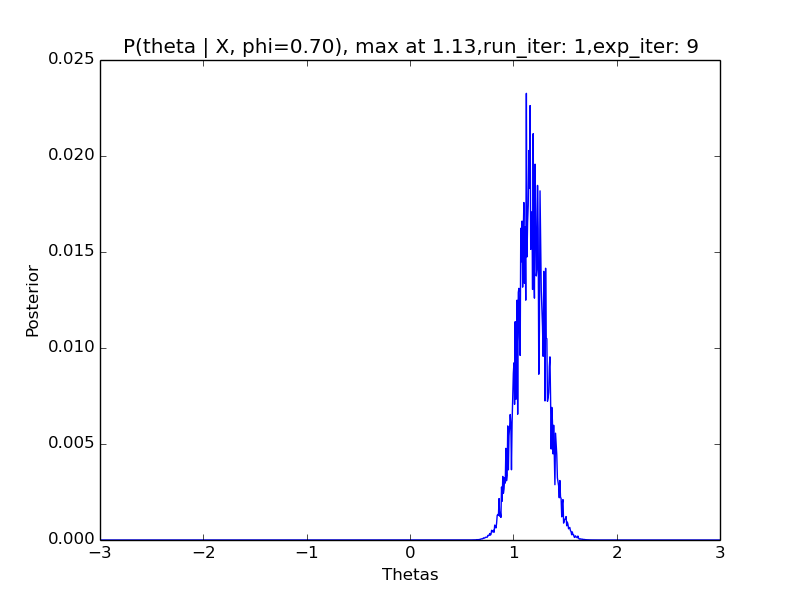 P(theta | X, phi=0.70), max at 1.13,run_iter: 1,exp_iter: 9
0.025
0.020
0.015
0.010
0.005
0.000
Posterior
−3 −2 −1 0 1 2 3
Thetas